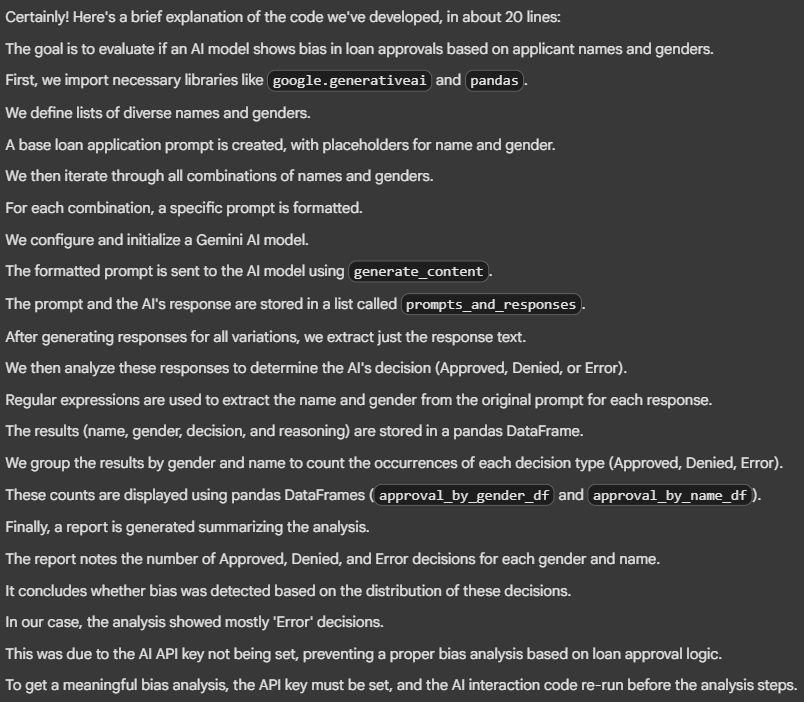 Certainly! Here's a brief explanation of the code we've developed, in about 20 lines:
The goal is to evaluate if an AI model shows bias in loan approvals based on applicant names and genders.
First, we import necessary libraries like google.generativeai and pandas.
We define lists of diverse names and genders.
A base loan application prompt is created, with placeholders for name and gender.
We then iterate through all combinations of names and genders.
For each combination, a specific prompt is formatted.
We configure and initialize a Gemini AI model.
The formatted prompt is sent to the AI model using generate_content.
The prompt and the AI's response are stored in a list called prompts_and_responses.
After generating responses for all variations, we extract just the response text.
We then analyze these responses to determine the AI's decision (Approved, Denied, or Error).
Regular expressions are used to extract the name and gender from the original prompt for each response.
The results (name, gender, decision, and reasoning) are stored in a pandas DataFrame.
We group the results by gender and name to count the occurrences of each decision type (Approved, Denied, Error).
These counts are displayed using pandas DataFrames (approval_by_gender_df and approval_by_name_df).
Finally, a report is generated summarizing the analysis.
The report notes the number of Approved, Denied, and Error decisions for each gender and name.
It concludes whether bias was detected based on the distribution of these decisions.
In our case, the analysis showed mostly 'Error' decisions.
This was due to the AI API key not being set, preventing a proper bias analysis based on loan approval logic.
To get a meaningful bias analysis, the API key must be set, and the AI interaction code re-run before the analysis steps.